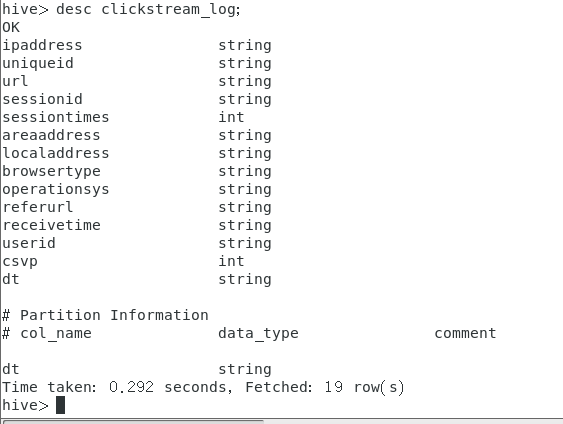 hive> desc clickstream_log;
OK
ipaddress string
uniqueid string
url string
sessionid string
sessiontimes int
areaaddress string
localaddress string
browsertype string
operationsys string
referurl string
receivetime string
userid string
csvp int
dt string
# Partition Information
# col_name data_type comment
dt string
Time taken: 0.292 seconds, Fetched: 19 row(s)
hive>